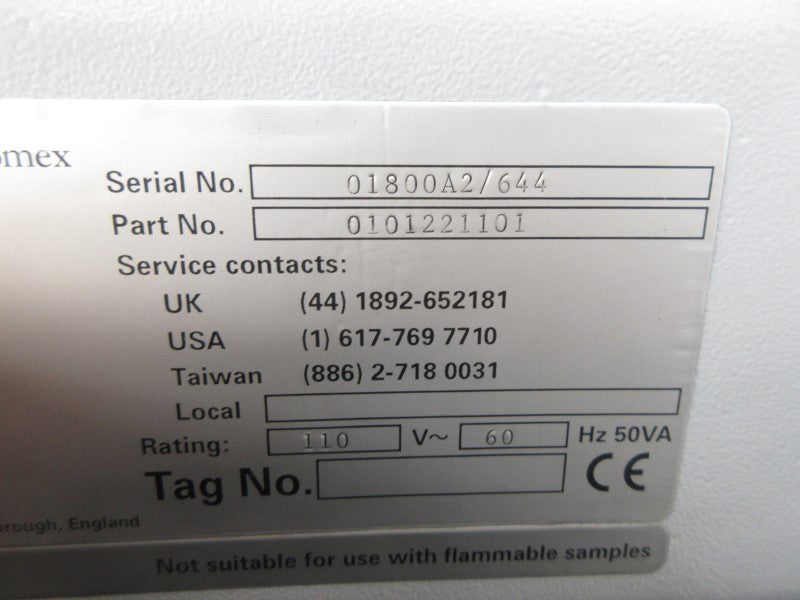 omex
Serial No. 01800A2/644
Part No. 0101221101
Service contacts:
UK (44) 1892-652181
USA (1) 617-769 7710
Taiwan (886) 2-718 0031
Local
Rating: 110 V~ 60 Hz 50VA
Tag No. CE
orough, England
Not suitable for use with flammable samples